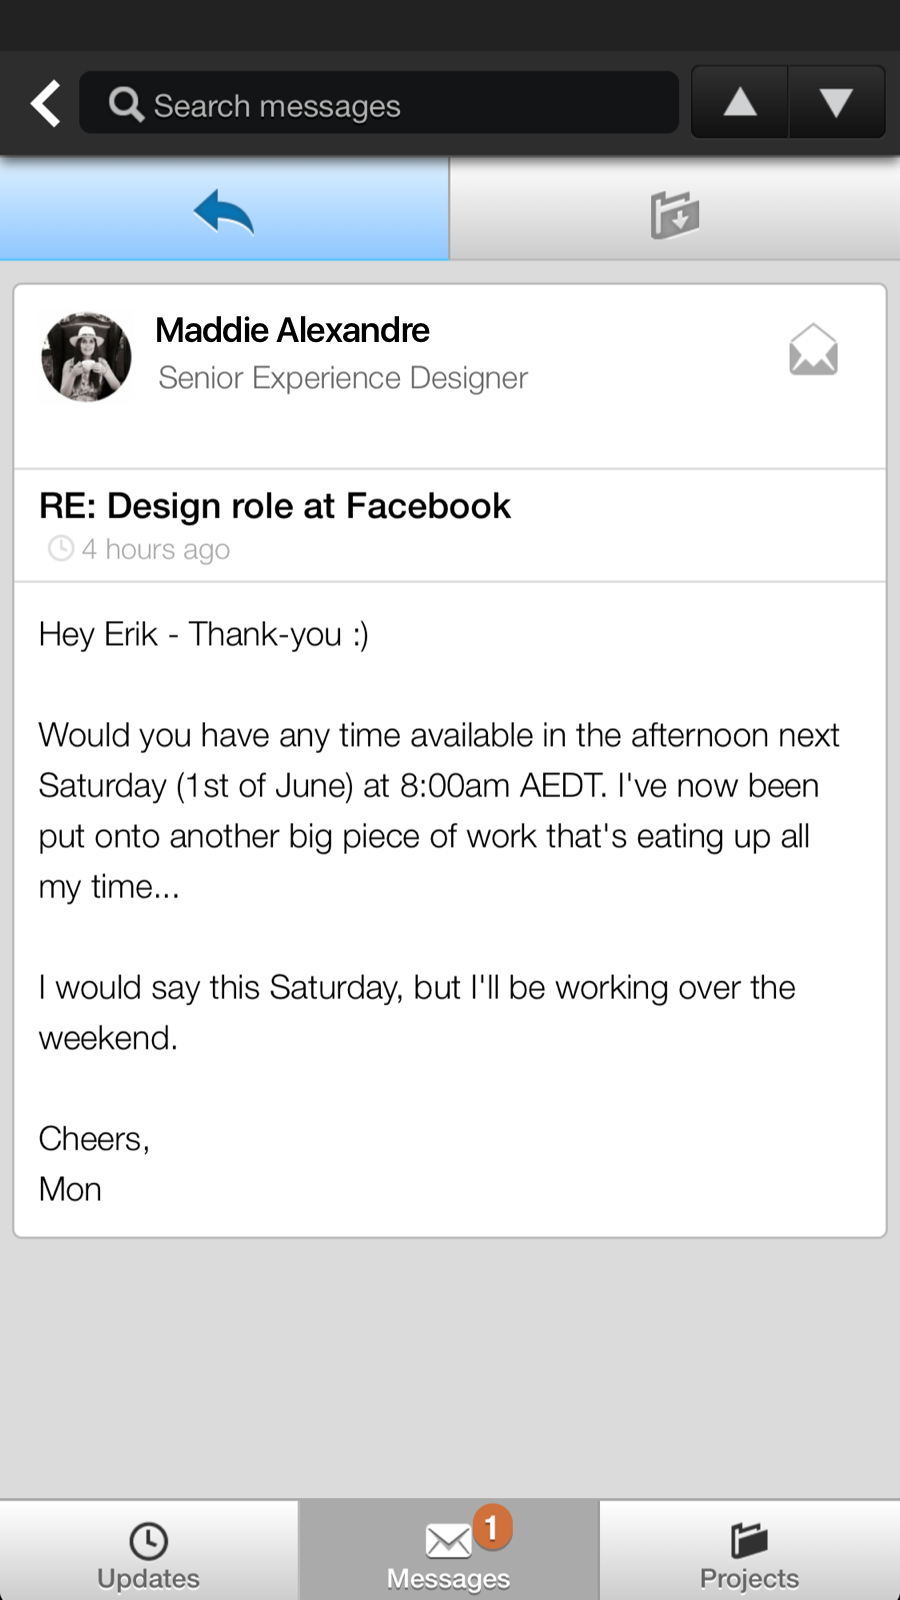 Search messages
Maddie Alexandre
Senior Experience Designer
RE: Design role at Facebook
4 hours ago
Hey Erik - Thank-you :)
Would you have any time available in the afternoon next
Saturday (1st of June) at 8:00am AEDT. I've now been
put onto another big piece of work that's eating up all
my time...
I would say this Saturday, but I'll be working over the
weekend.
Cheers,
Mon
1
Updates
Messages
Projects